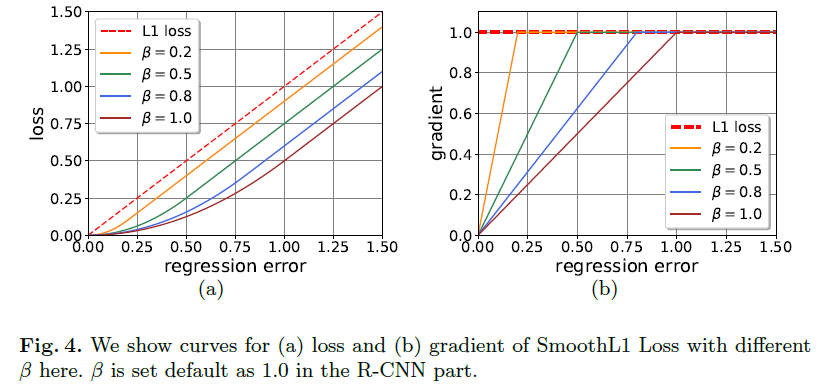 1.50
1.25
1.00
0.75
0.50
0.25
0.00
loss
L1 loss
β = 0.2
β = 0.5
β = 0.8
β = 1.0
0.00 0.25 0.50 0.75 1.00 1.25 1.50
regression error
(a)
1.0
0.8
0.6
0.4
0.2
0.0
gradient
L1 loss
β = 0.2
β = 0.5
β = 0.8
β = 1.0
0.00 0.25 0.50 0.75 1.00 1.25 1.50
regression error
(b)
Fig. 4. We show curves for (a) loss and (b) gradient of SmoothL1 Loss with different
β here. β is set default as 1.0 in the R-CNN part.